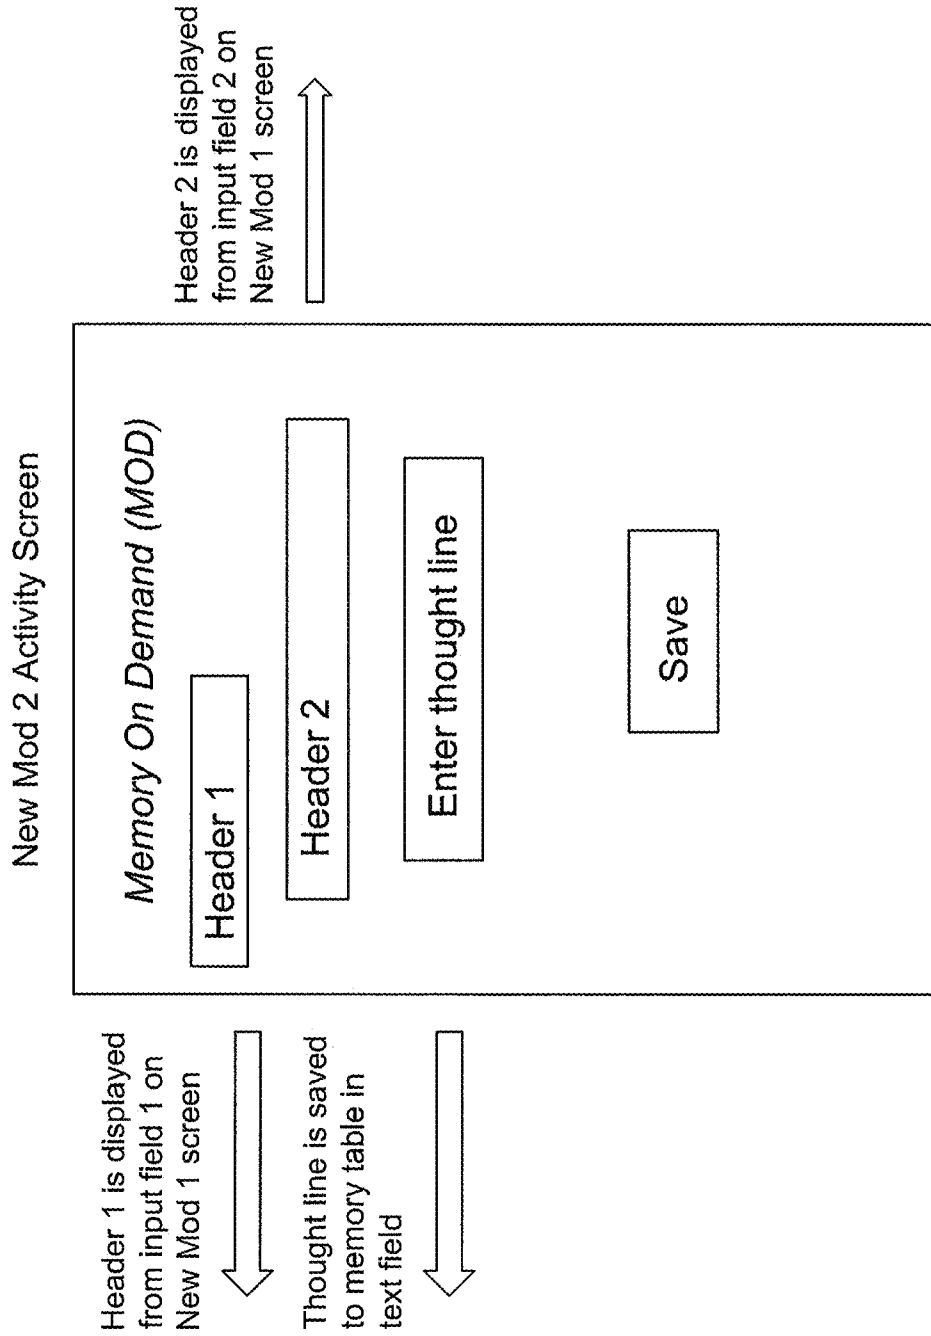 New Mod 2 Activity Screen
Header 1 is displayed
from input field 1 on
New Mod 1 screen
Thought line is saved
to memory table in
text field
Memory On Demand (MOD)
Header 1
Header 2
Enter thought line
Save
Header 2 is displayed
from input field 2 on
New Mod 1 screen